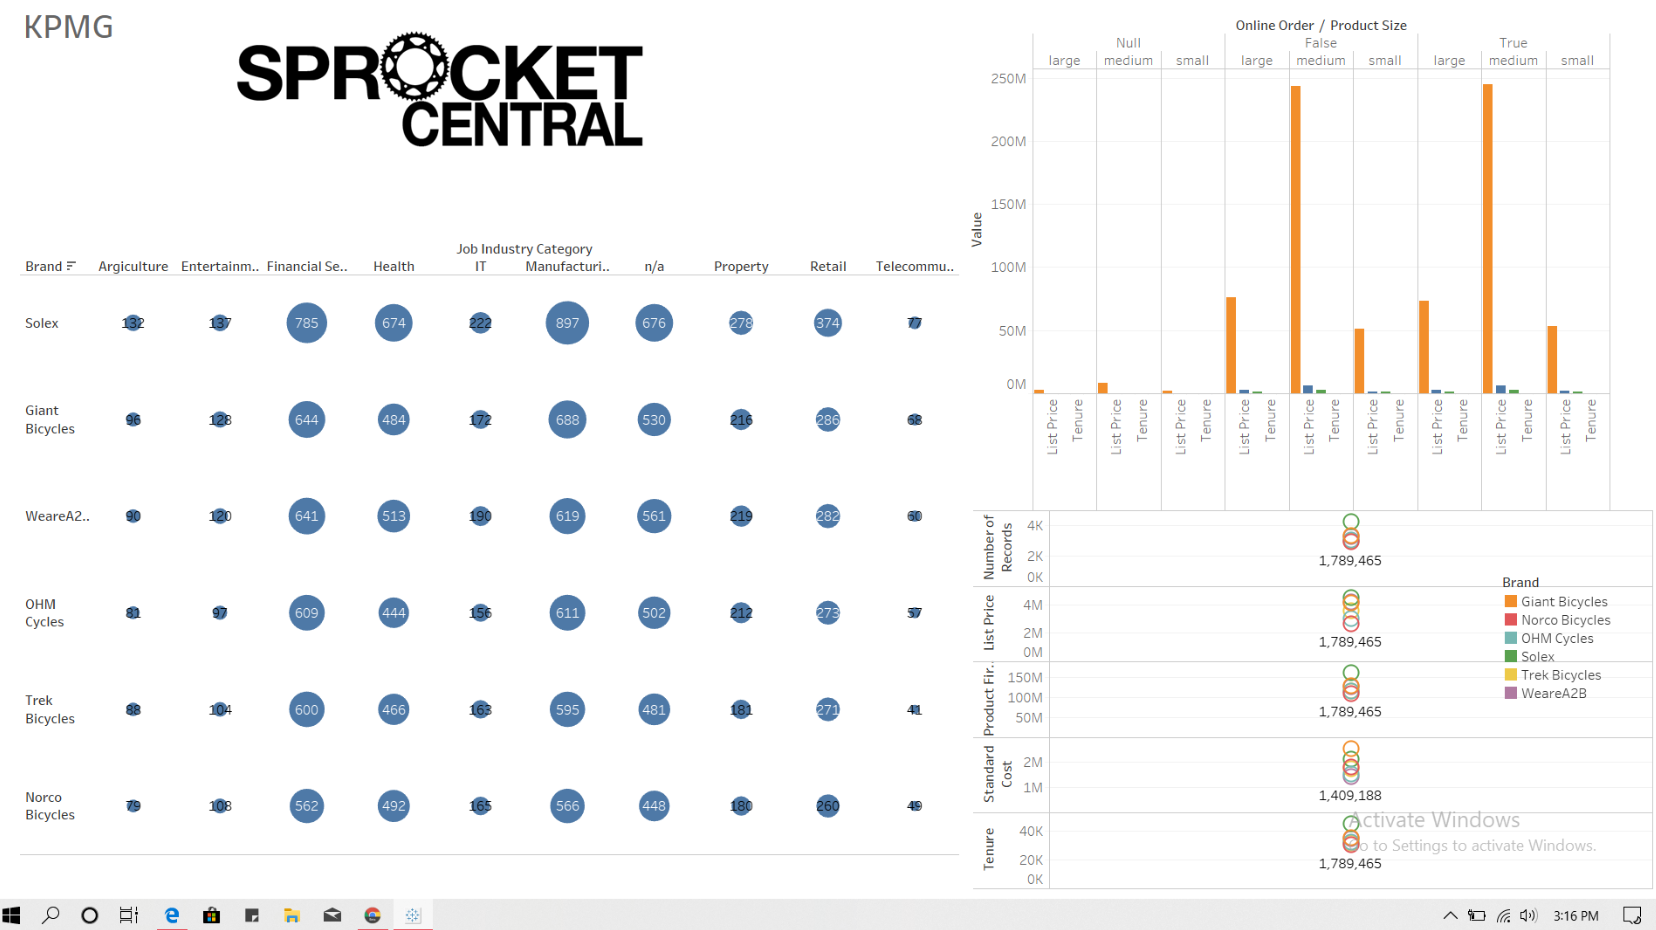 KPMG
SPROCKET
CENTRAL
Job Industry Category
Brand Argiculture Entertainm.. Financial Se.. Health IT Manufacturi.. n/a Property Retail Telecommu..
Solex 132 137 785 674 222 897 676 278 374 77
Giant
Bicycles 96 128 644 484 172 688 530 216 286 68
WeareA2.. 90 120 641 513 190 619 561 219 282 60
OHM
Cycles 81 97 609 444 156 611 502 212 273 57
Trek
Bicycles 88 104 600 466 163 595 481 181 271 41
Norco
Bicycles 79 108 562 492 165 566 448 180 260 49
Online Order / Product Size
Null False True
large medium small large medium small large medium small
Value
250M
200M
150M
100M
50M
0M
List Price Tenure List Price Tenure List Price Tenure List Price Tenure List Price Tenure List Price Tenure List Price Tenure List Price Tenure List Price Tenure
Number of
Records
4K
2K
0K
1,789,465
List Price
4M
2M
0M
1,789,465
Product Fir..
150M
100M
50M
1,789,465
Standard
Cost
2M
1M
1,409,188
Tenure
40K
20K
0K
1,789,465
Brand
Giant Bicycles
Norco Bicycles
OHM Cycles
Solex
Trek Bicycles
WeareA2B
Activate Windows
Go to Settings to activate Windows.
3:16 PM